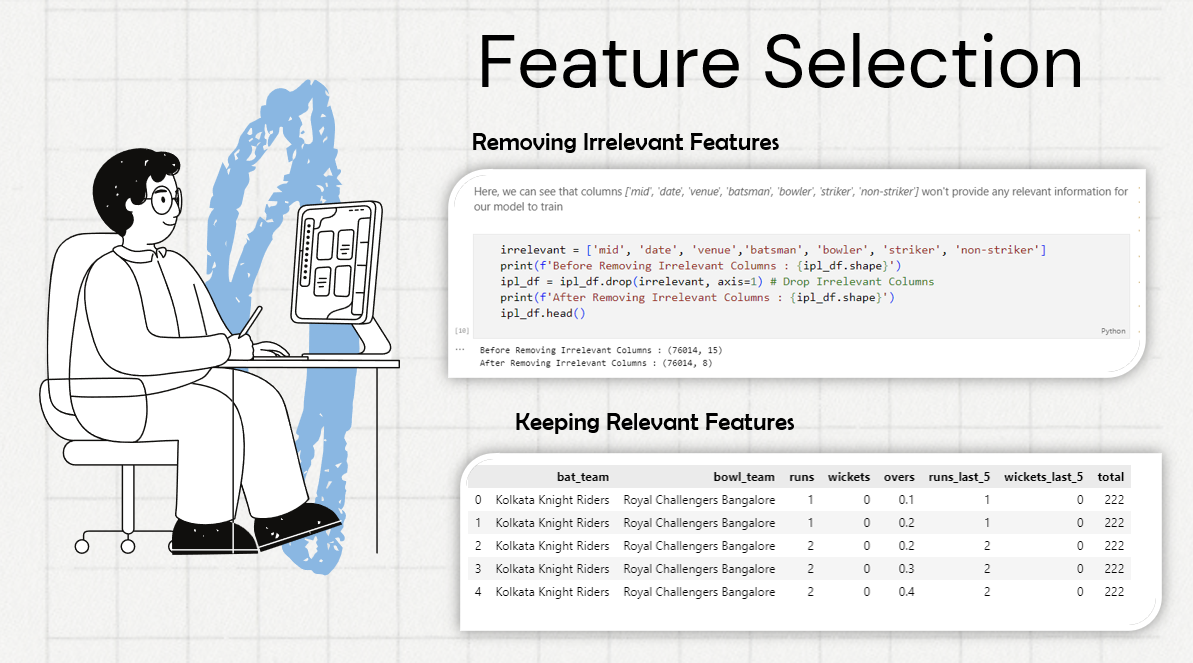 Feature Selection
Removing Irrelevant Features
Here, we can see that columns ['mid', 'date', 'venue', 'batsman', 'bowler', 'striker', 'non-striker'] won't provide any relevant information for
our model to train
irrelevant = ['mid', 'date', 'venue','batsman', 'bowler', 'striker', 'non-striker']
print(f'Before Removing Irrelevant Columns : {ipl_df.shape}')
ipl_df = ipl_df.drop(irrelevant, axis=1) # Drop Irrelevant Columns
print(f'After Removing Irrelevant Columns : {ipl_df.shape}')
ipl_df.head()
[10]
Python
... Before Removing Irrelevant Columns : (76014, 15)
After Removing Irrelevant Columns : (76014, 8)
Keeping Relevant Features
bat_team bowl_team runs wickets overs runs_last_5 wickets_last_5 total
0 Kolkata Knight Riders Royal Challengers Bangalore 1 0 0.1 1 0 222
1 Kolkata Knight Riders Royal Challengers Bangalore 1 0 0.2 1 0 222
2 Kolkata Knight Riders Royal Challengers Bangalore 2 0 0.2 2 0 222
3 Kolkata Knight Riders Royal Challengers Bangalore 2 0 0.3 2 0 222
4 Kolkata Knight Riders Royal Challengers Bangalore 2 0 0.4 2 0 222